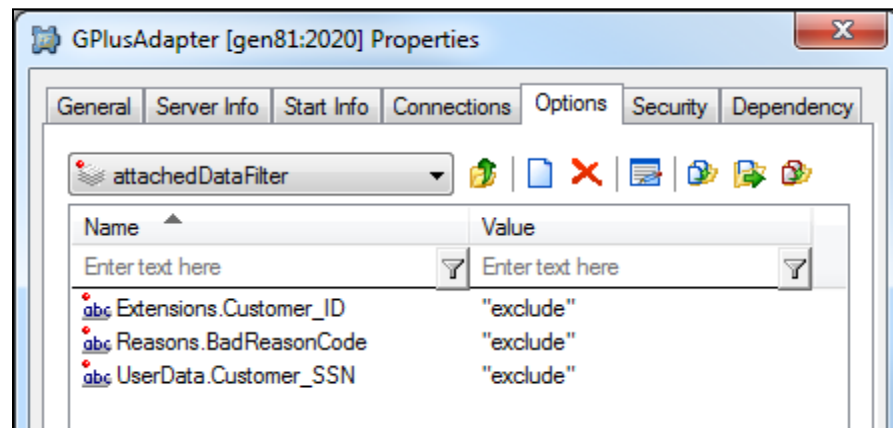 GPlusAdapter [gen81:2020] Properties
General Server Info Start Info Connections Options Security Dependency
attachedDataFilter
Name Value
Enter text here Enter text here
abc Extensions.Customer_ID "exclude"
abc Reasons.BadReasonCode "exclude"
abc UserData.Customer_SSN "exclude"